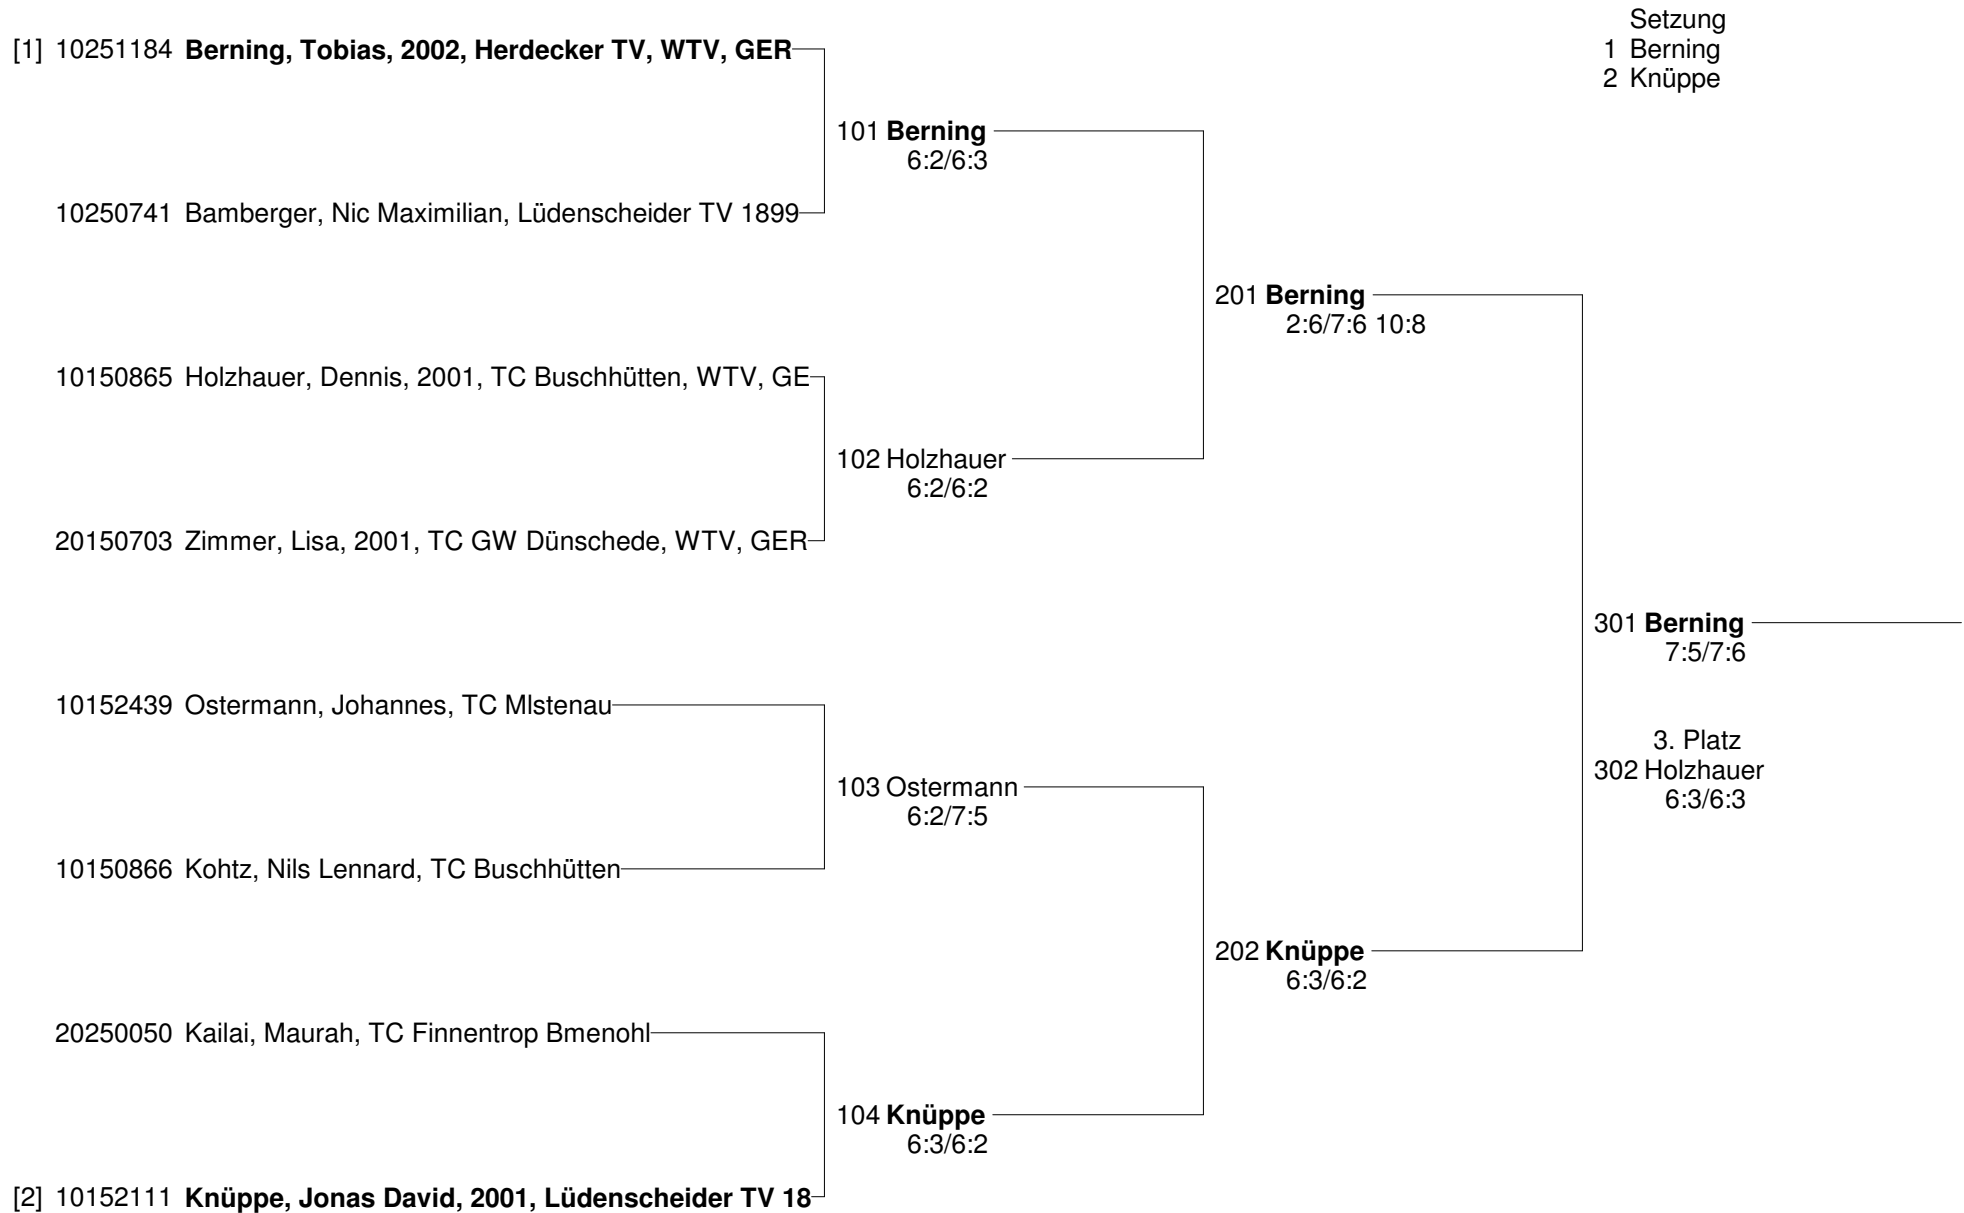 Setzung
1 Berning
2 Knüppe
[1] 10251184 Berning, Tobias, 2002, Herdecker TV, WTV, GER
101 Berning
6:2/6:3
10250741 Bamberger, Nic Maximilian, Lüdenscheider TV 1899
201 Berning
2:6/7:6 10:8
10150865 Holzhauer, Dennis, 2001, TC Buschhütten, WTV, GE
102 Holzhauer
6:2/6:2
20150703 Zimmer, Lisa, 2001, TC GW Dünschede, WTV, GER
301 Berning
7:5/7:6
10152439 Ostermann, Johannes, TC Mlstenau
3. Platz
302 Holzhauer
6:3/6:3
103 Ostermann
6:2/7:5
10150866 Kohtz, Nils Lennard, TC Buschhütten
202 Knüppe
6:3/6:2
20250050 Kailai, Maurah, TC Finnentrop Bmenohl
104 Knüppe
6:3/6:2
[2] 10152111 Knüppe, Jonas David, 2001, Lüdenscheider TV 18